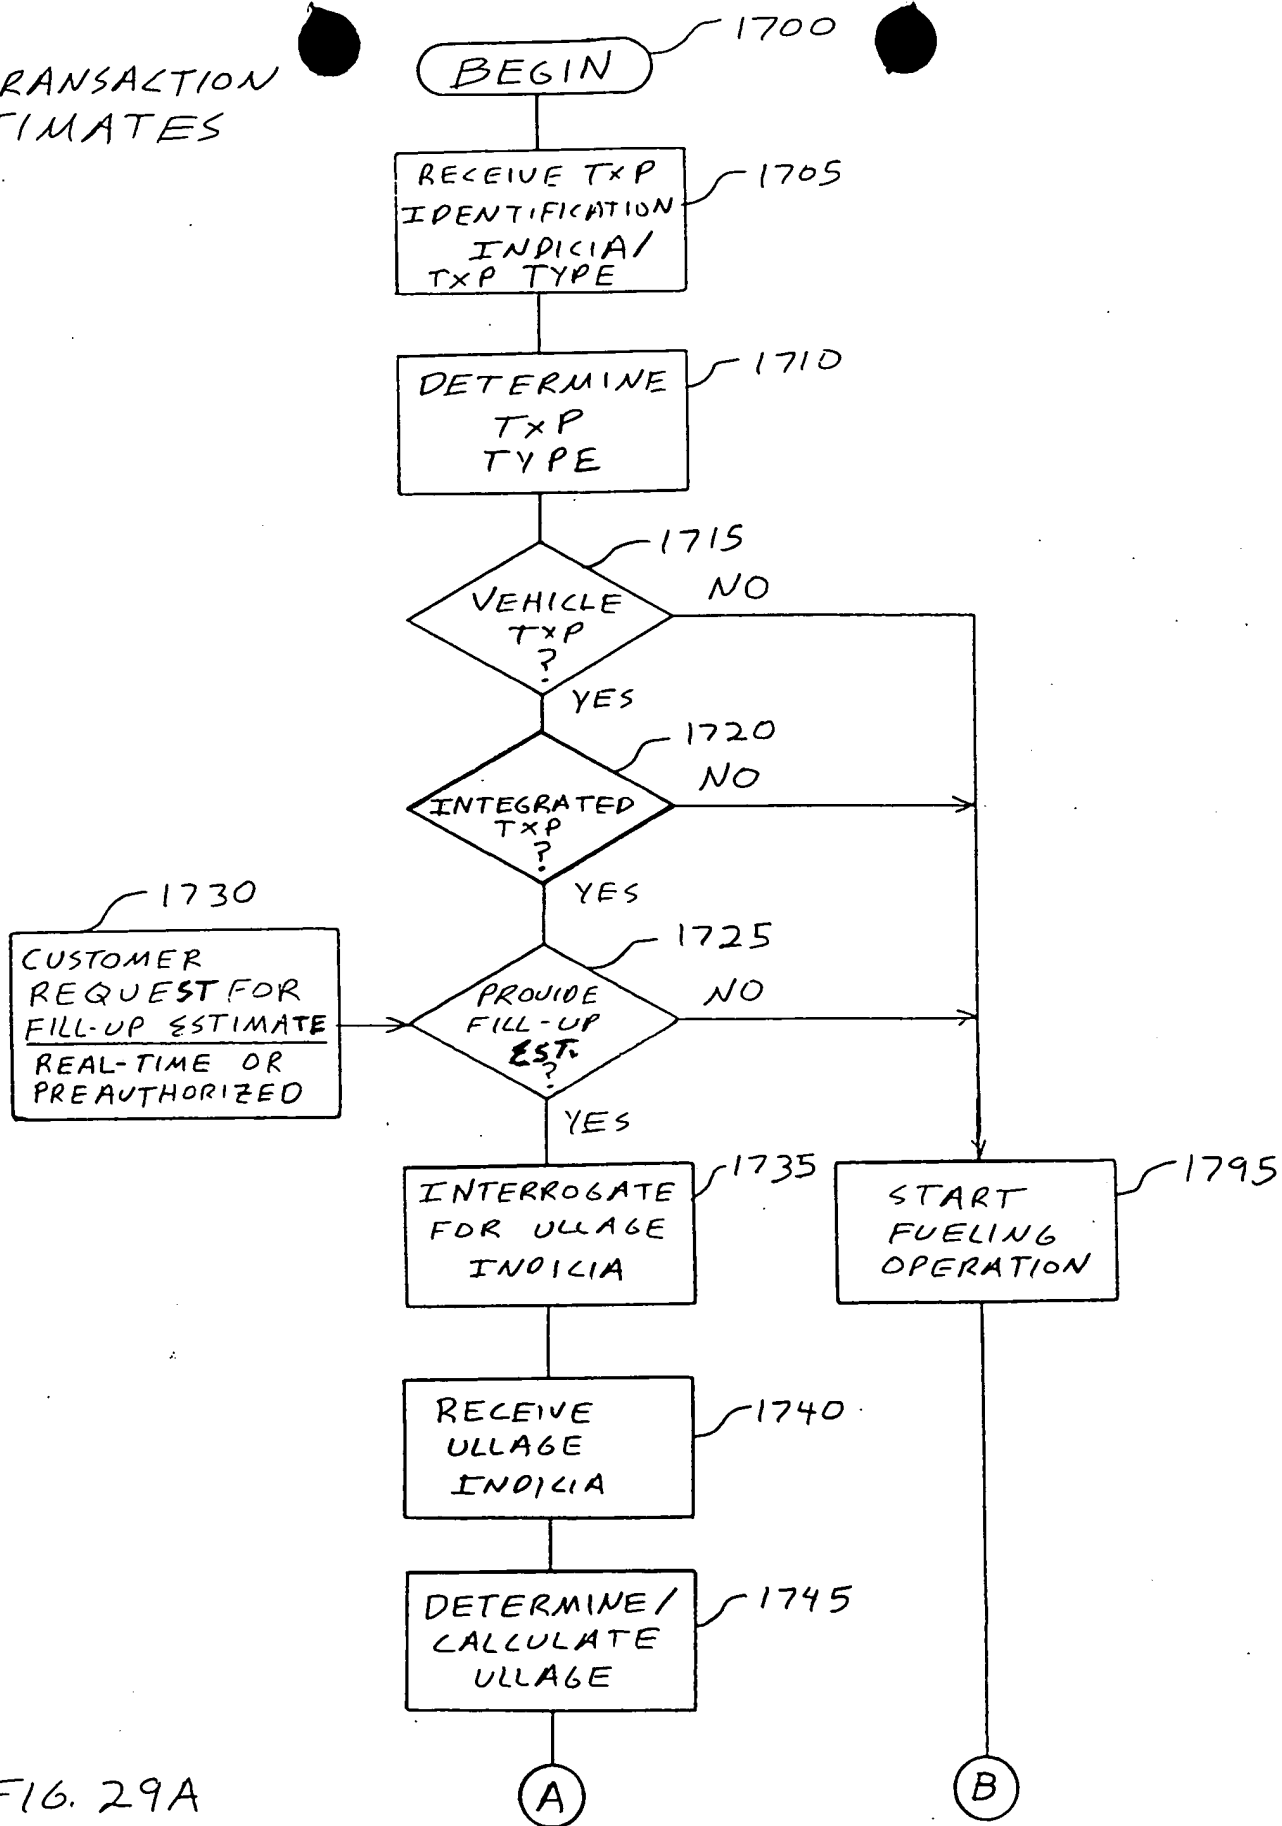 RANSACTION
TIMATES
BEGIN
1700
RECEIVE TXP
IDENTIFICATION
INDICIA/
TXP TYPE
1705
DETERMINE
TXP
TYPE
1710
VEHICLE
TXP
?
1715
NO
YES
INTEGRATED
TXP
?
1720
NO
YES
1730
CUSTOMER
REQUEST FOR
FILL-UP ESTIMATE
REAL-TIME OR
PREAUTHORIZED
PROVIDE
FILL-UP
EST.
?
1725
NO
YES
INTERROGATE
FOR ULLAGE
INDICIA
1735
START
FUELING
OPERATION
1795
RECEIVE
ULLAGE
INDICIA
1740
DETERMINE/
CALCULATE
ULLAGE
1745
FIG. 29A
A
B